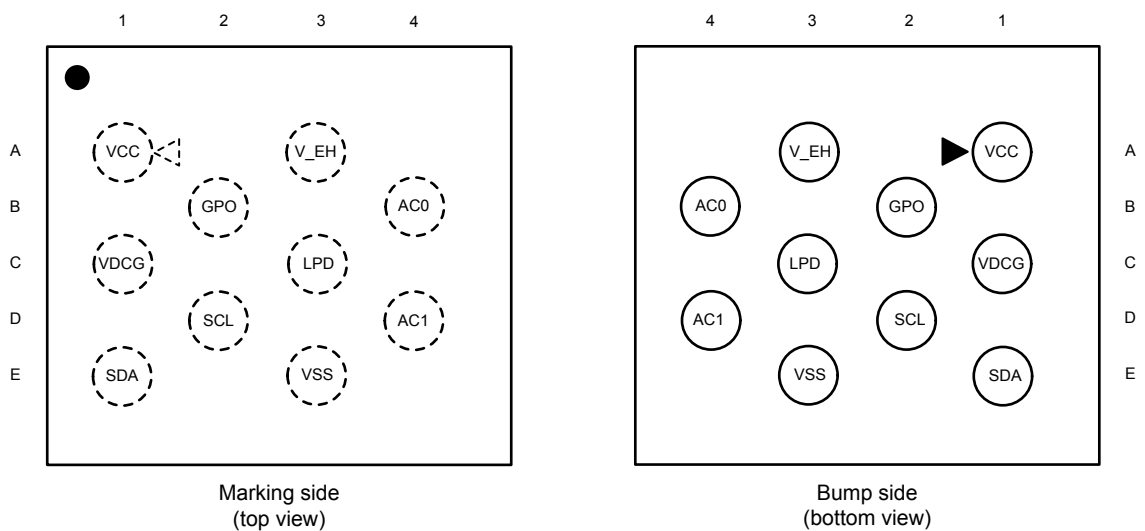 1 2 3 4
4 3 2 1
A VCC V_EH
V_EH VCC A
B GPO AC0
AC0 GPO B
C VDCG LPD
LPD VDCG C
D SCL AC1
AC1 SCL D
E SDA VSS
VSS SDA E
Marking side
(top view)
Bump side
(bottom view)